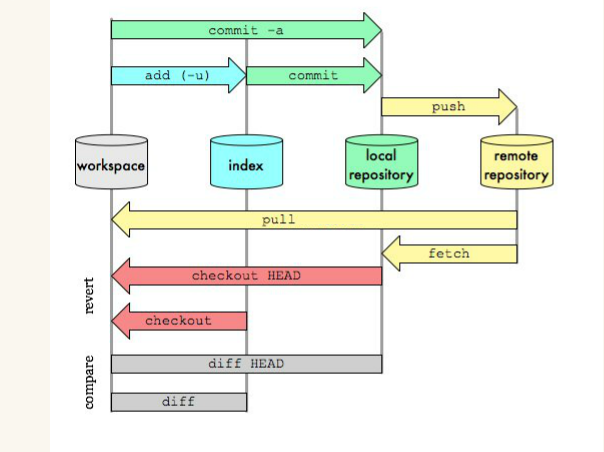 commit -a
add (-u)
commit
push
workspace
index
local
repository
remote
repository
pull
fetch
revert
checkout HEAD
checkout
compare
diff HEAD
diff